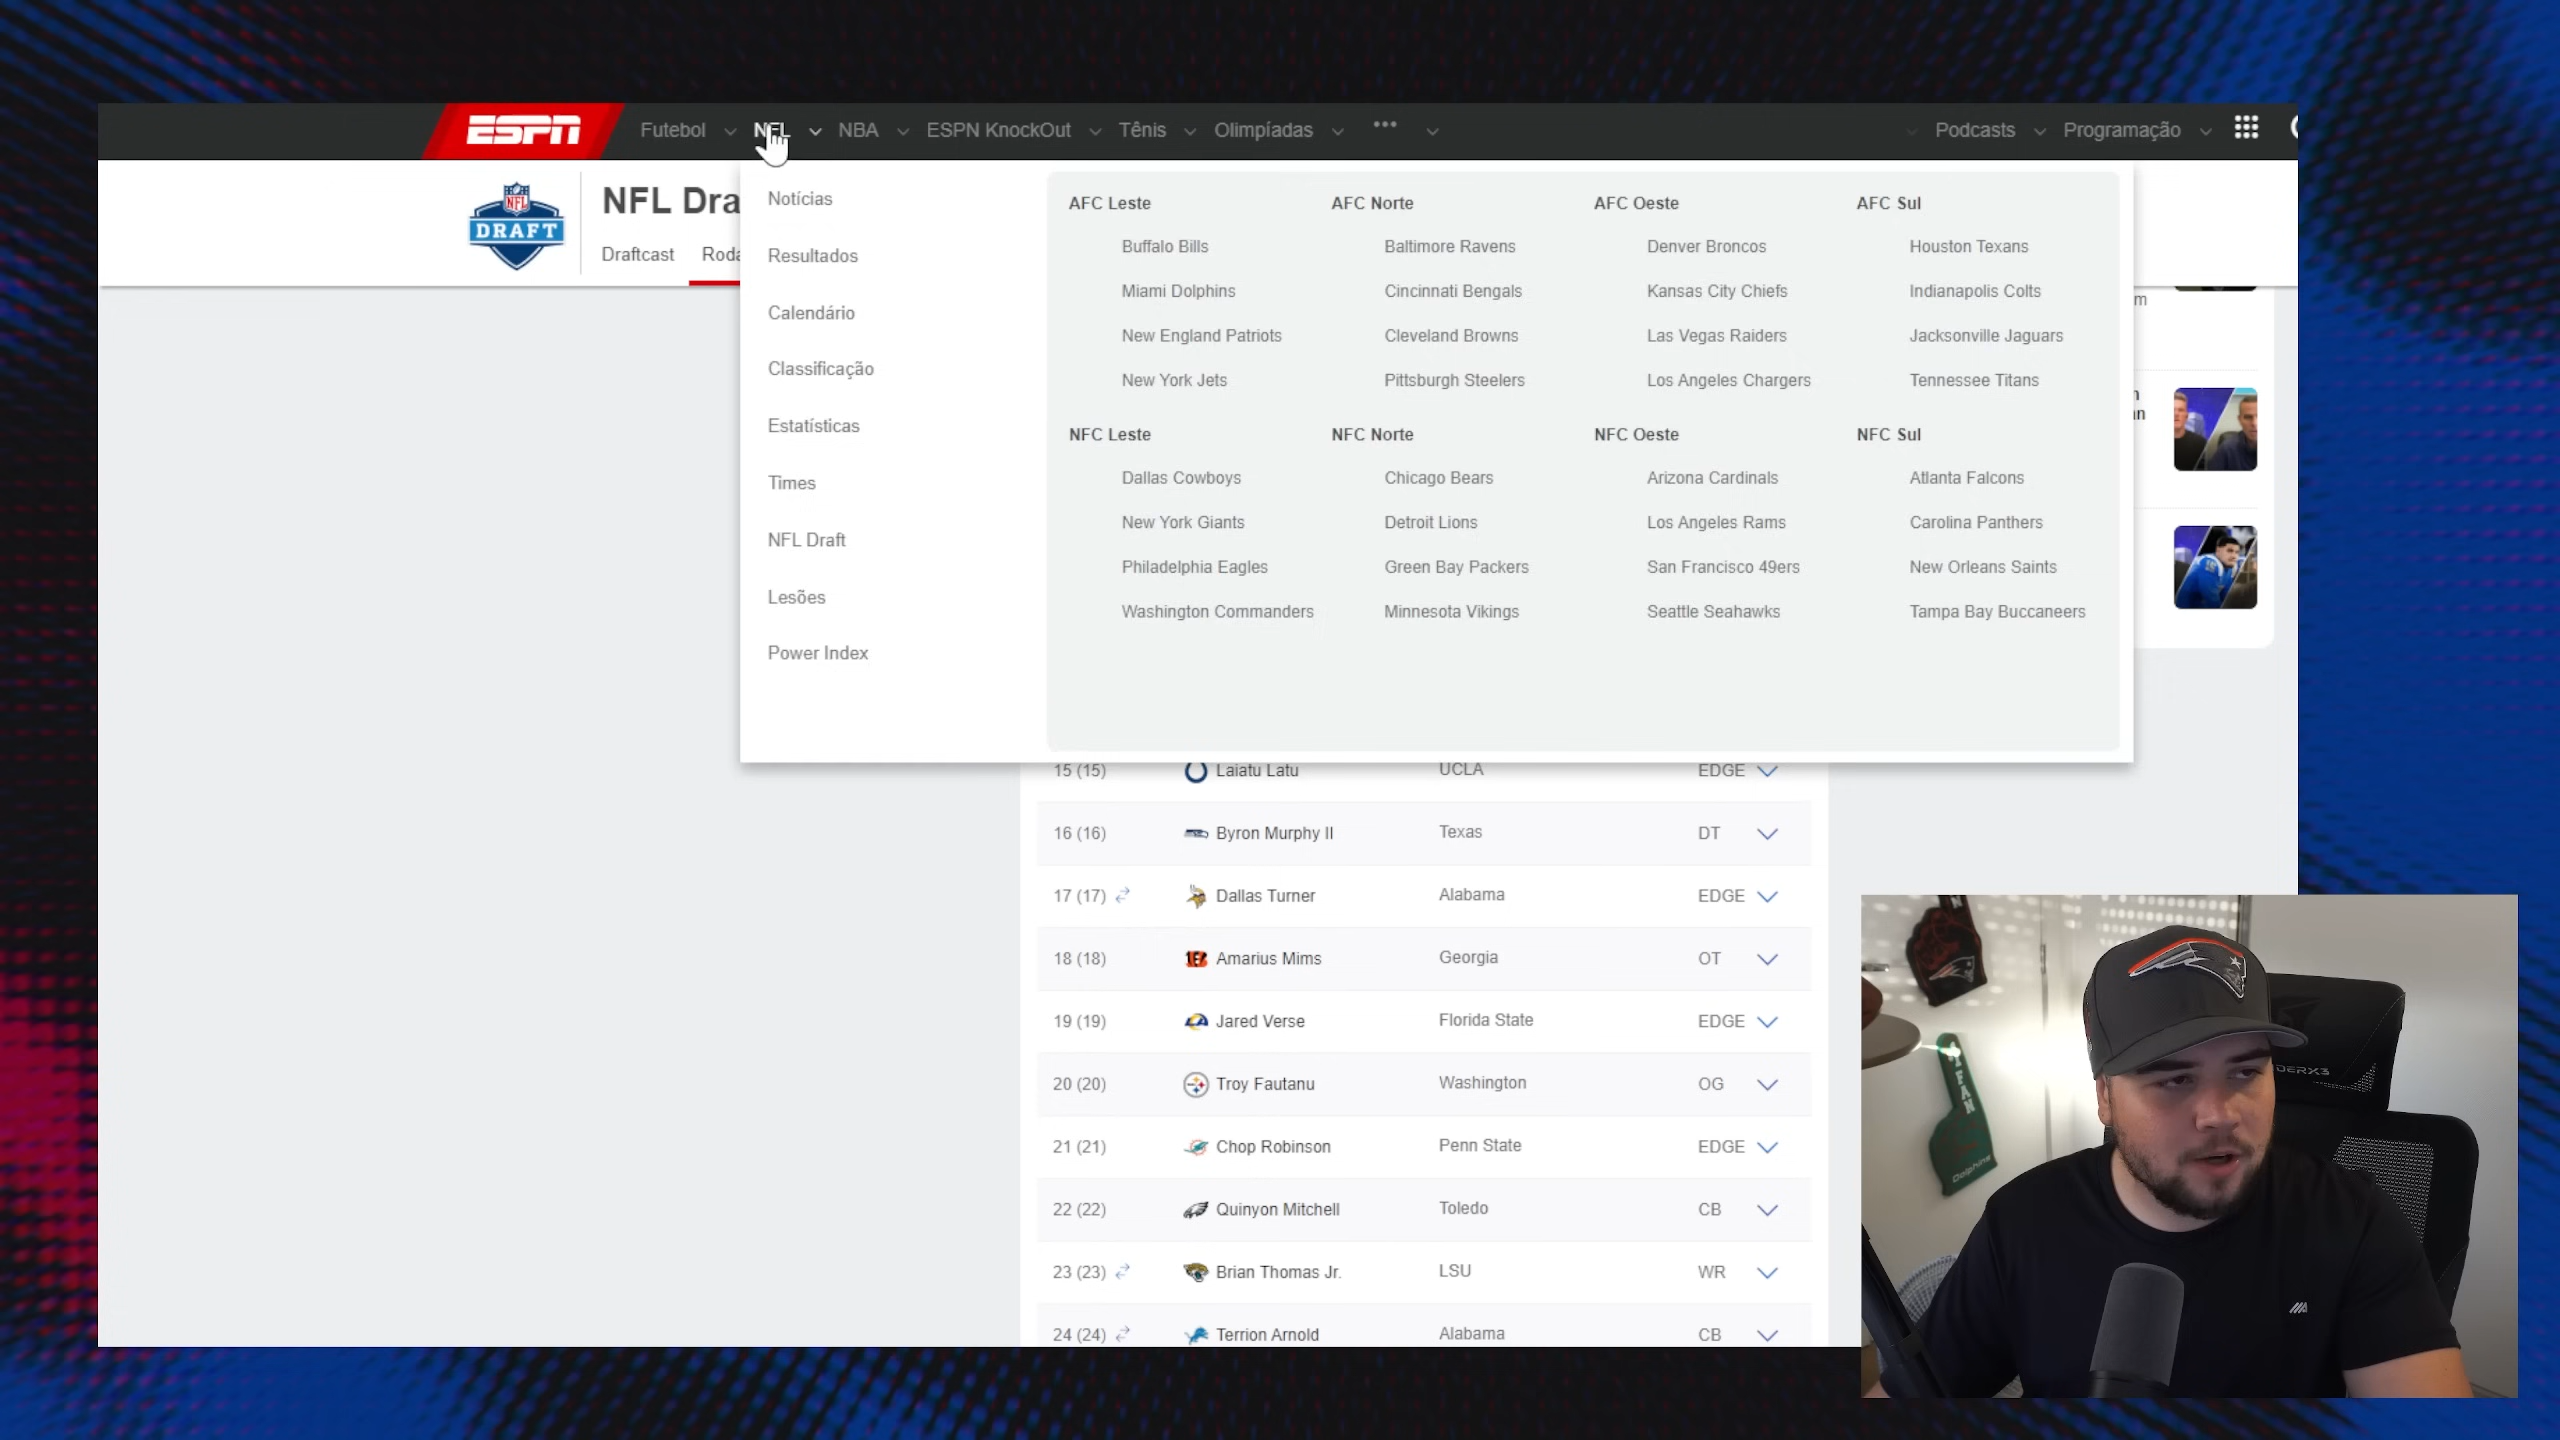 ESPN Futebol NFL NBA ESPN KnockOut Tênis Olimpíadas ••• Podcasts Programação
NFL DRAFT
NFL Dra
Draftcast Roda
Notícias
Resultados
Calendário
Classificação
Estatísticas
Times
NFL Draft
Lesões
Power Index
AFC Leste
Buffalo Bills
Miami Dolphins
New England Patriots
New York Jets
AFC Norte
Baltimore Ravens
Cincinnati Bengals
Cleveland Browns
Pittsburgh Steelers
AFC Oeste
Denver Broncos
Kansas City Chiefs
Las Vegas Raiders
Los Angeles Chargers
AFC Sul
Houston Texans
Indianapolis Colts
Jacksonville Jaguars
Tennessee Titans
NFC Leste
Dallas Cowboys
New York Giants
Philadelphia Eagles
Washington Commanders
NFC Norte
Chicago Bears
Detroit Lions
Green Bay Packers
Minnesota Vikings
NFC Oeste
Arizona Cardinals
Los Angeles Rams
San Francisco 49ers
Seattle Seahawks
NFC Sul
Atlanta Falcons
Carolina Panthers
New Orleans Saints
Tampa Bay Buccaneers
15 (15) Laiatu Latu UCLA EDGE
16 (16) Byron Murphy II Texas DT
17 (17) Dallas Turner Alabama EDGE
18 (18) Amarius Mims Georgia OT
19 (19) Jared Verse Florida State EDGE
20 (20) Troy Fautanu Washington OG
21 (21) Chop Robinson Penn State EDGE
22 (22) Quinyon Mitchell Toledo CB
23 (23) Brian Thomas Jr. LSU WR
24 (24) Terrion Arnold Alabama CB
Dolphins